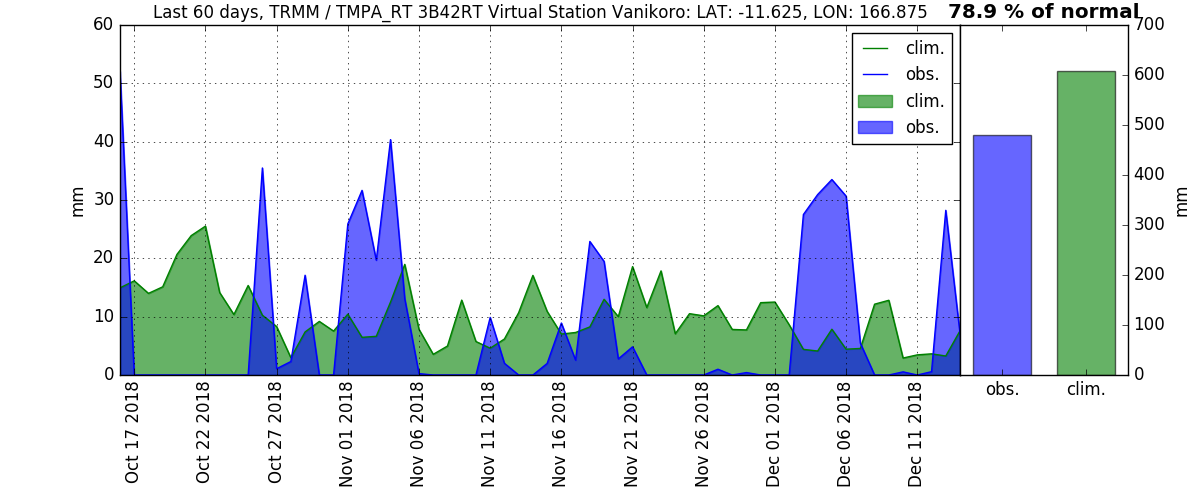 Last 60 days, TRMM / TMPA_RT 3B42RT Virtual Station Vanikoro: LAT: -11.625, LON: 166.875
78.9 % of normal
60
50
40
30
20
10
0
mm
clim.
obs.
clim.
obs.
700
600
500
400
300
200
100
0
mm
Oct 17 2018
Oct 22 2018
Oct 27 2018
Nov 01 2018
Nov 06 2018
Nov 11 2018
Nov 16 2018
Nov 21 2018
Nov 26 2018
Dec 01 2018
Dec 06 2018
Dec 11 2018
obs.
clim.